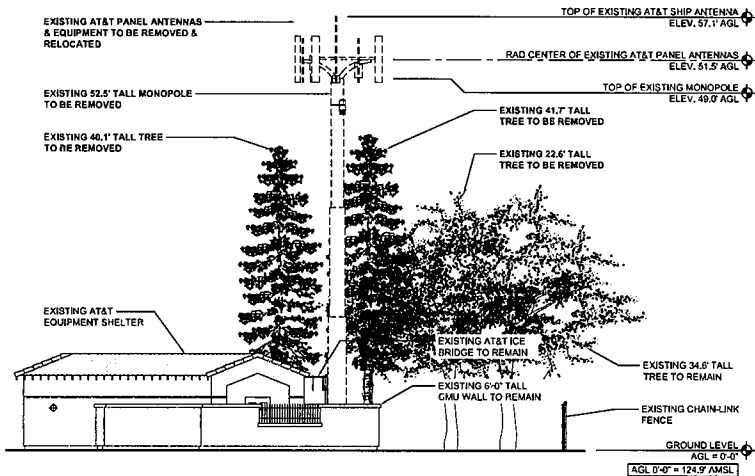 EXISTING AT&T PANEL ANTENNAS
& EQUIPMENT TO BE REMOVED &
RELOCATED
TOP OF EXISTING AT&T SHIP ANTENNA
ELEV. 57.1' AGL
RAD CENTER OF EXISTING AT&T PANEL ANTENNAS
ELEV. 51.5' AGL
TOP OF EXISTING MONOPOLE
ELEV. 49.0' AGL
EXISTING 52.5' TALL MONOPOLE
TO BE REMOVED
EXISTING 41.7' TALL
TREE TO BE REMOVED
EXISTING 40.1' TALL TREE
TO BE REMOVED
EXISTING 22.6' TALL
TREE TO BE REMOVED
EXISTING AT&T
EQUIPMENT SHELTER
EXISTING AT&T ICE
BRIDGE TO REMAIN
EXISTING 34.6' TALL
TREE TO REMAIN
EXISTING 6'-0" TALL
CMU WALL TO REMAIN
EXISTING CHAIN-LINK
FENCE
GROUND LEVEL
AGL = 0'-0"
AGL 0'-0" = 124.9' AMSL